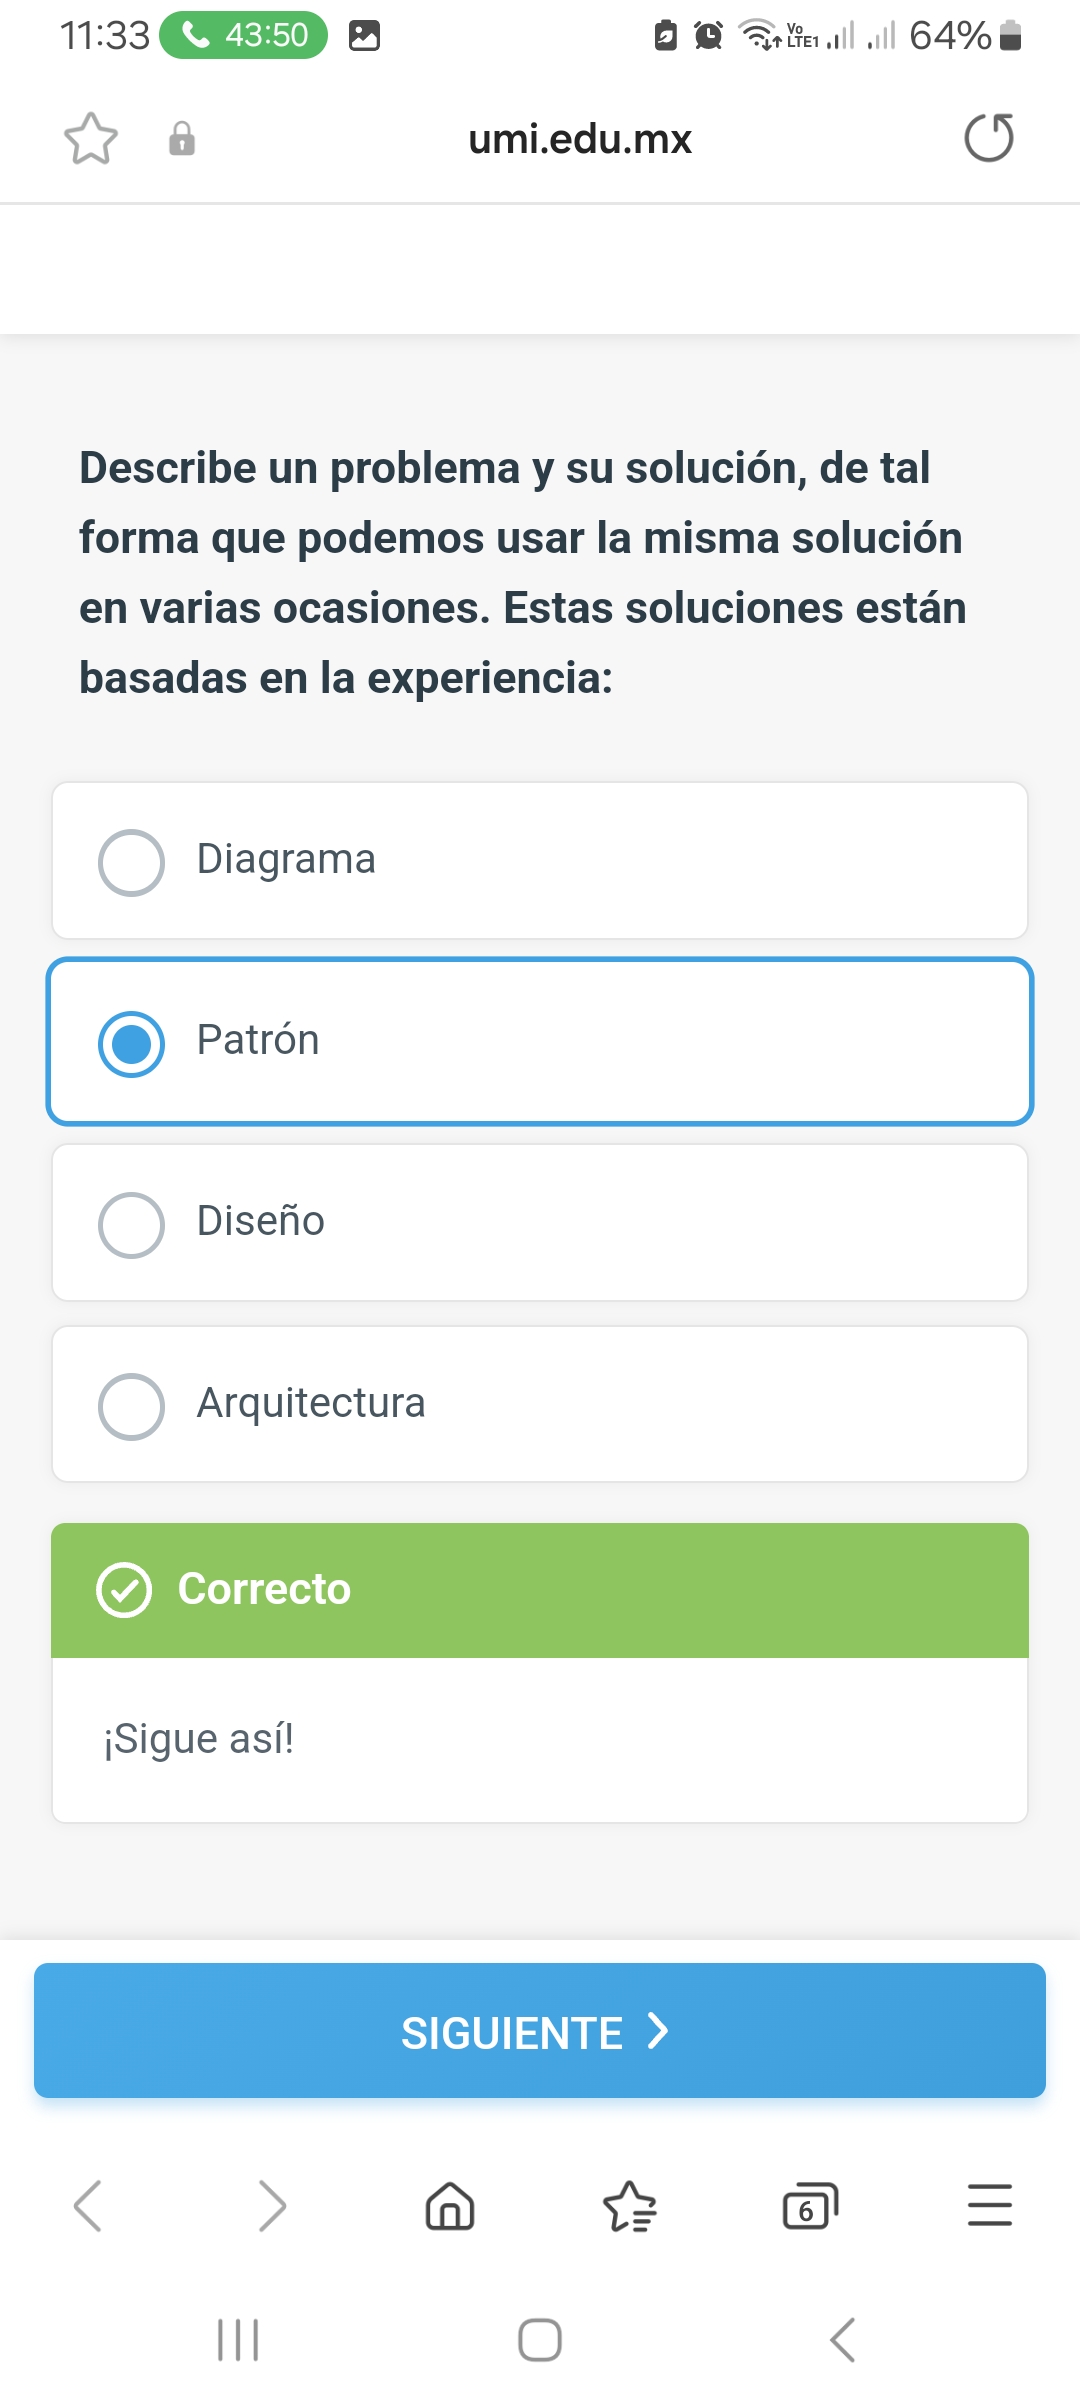 11:33 43:50 Vo LTE1 64%
umi.edu.mx
Describe un problema y su solución, de tal
forma que podemos usar la misma solución
en varias ocasiones. Estas soluciones están
basadas en la experiencia:
Diagrama
Patrón
Diseño
Arquitectura
Correcto
¡Sigue así!
SIGUIENTE
6